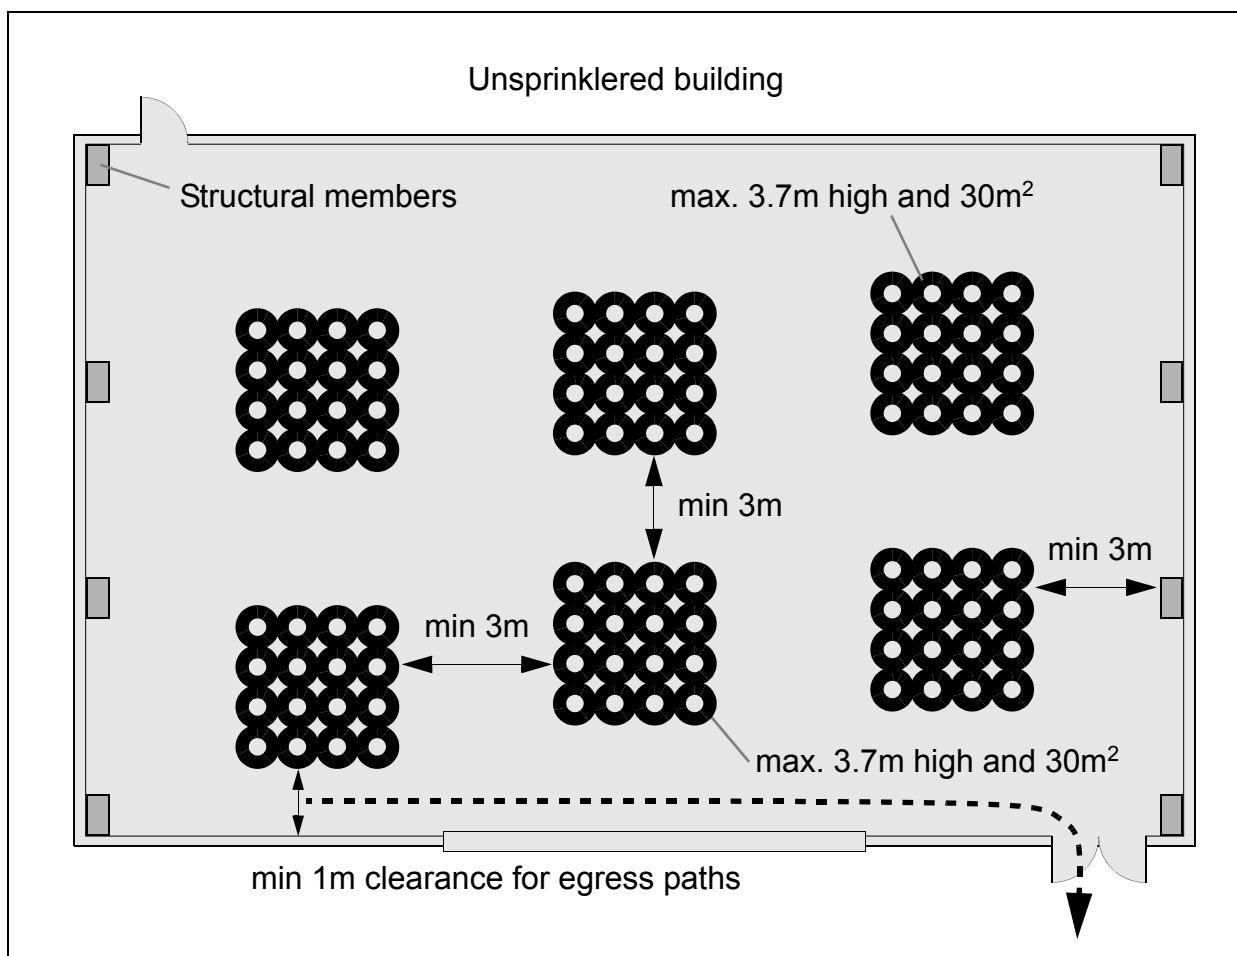 Unsprinklered building
Structural members
max. 3.7m high and 30m²
min 3m
min 3m
min 3m
max. 3.7m high and 30m²
min 1m clearance for egress paths